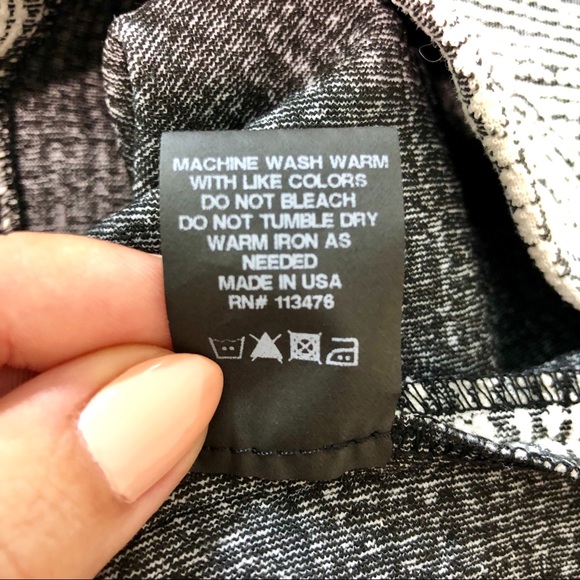 MACHINE WASH WARM
WITH LIKE COLORS
DO NOT BLEACH
DO NOT TUMBLE DRY
WARM IRON AS
NEEDED
MADE IN USA
RN# 113476